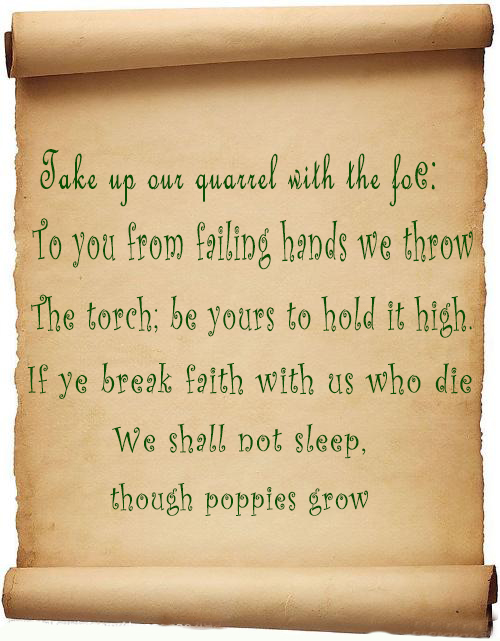 Take up our quarrel with the foe:
To you from failing hands we throw
The torch; be yours to hold it high.
If ye break faith with us who die
We shall not sleep,
though poppies grow